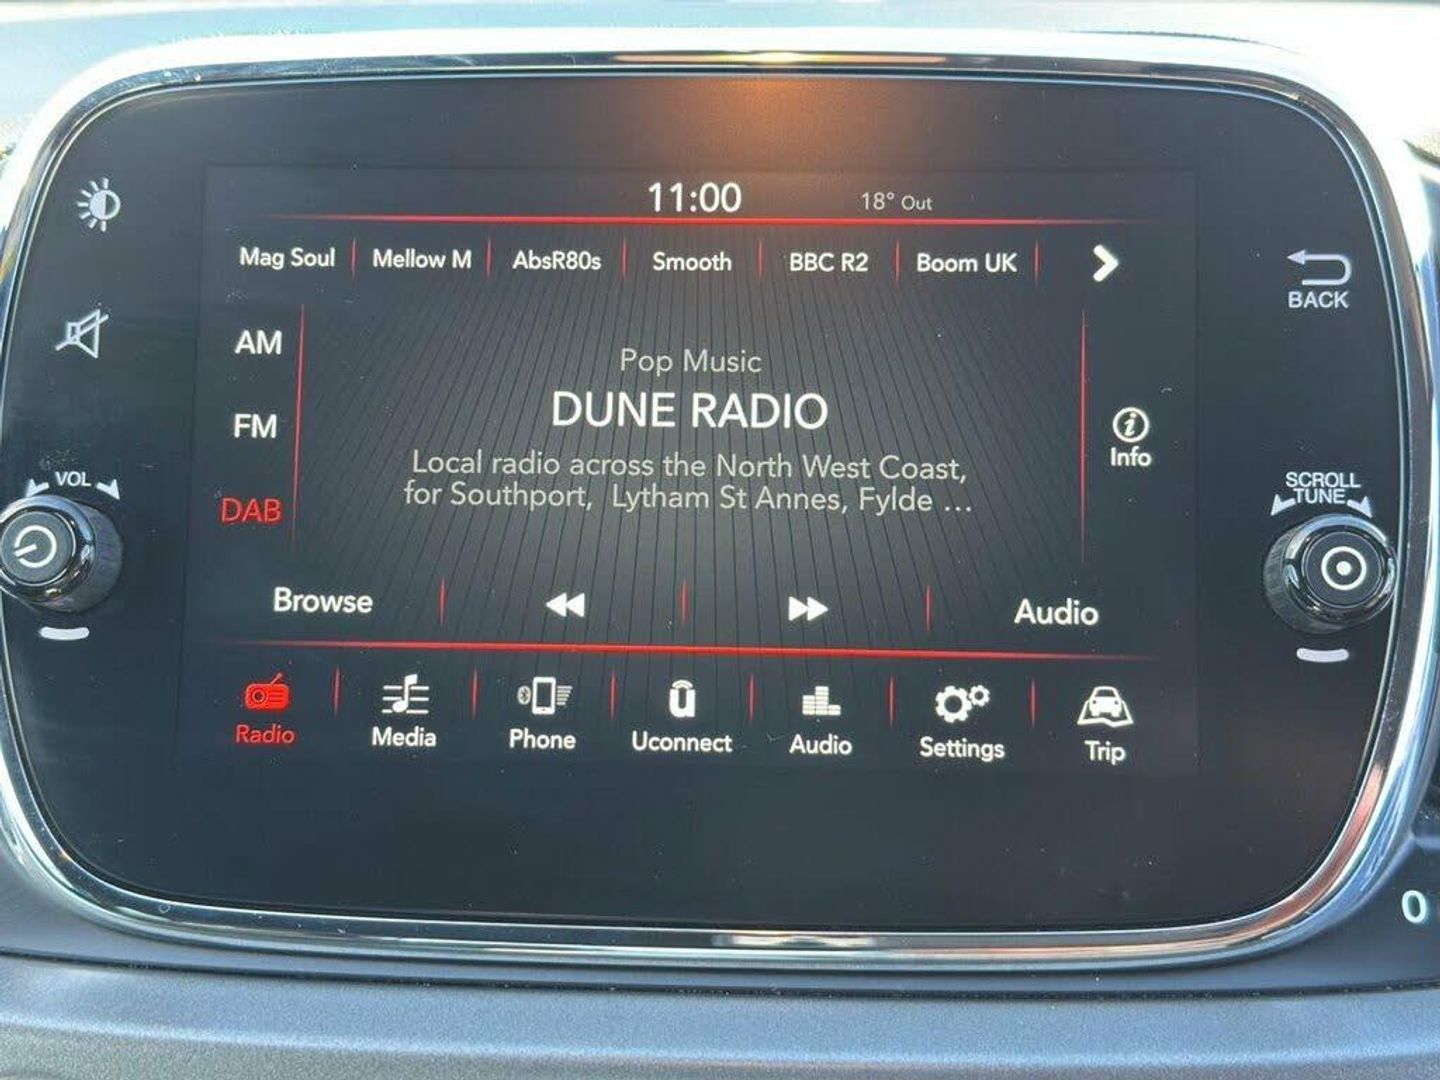 11:00 18° Out
Mag Soul Mellow M AbsR80s Smooth BBC R2 Boom UK
BACK
AM
Pop Music
DUNE RADIO
FM
Info
Local radio across the North West Coast,
for Southport, Lytham St Annes, Fylde ...
VOL
SCROLL
TUNE
DAB
Browse Audio
Radio Media Phone Uconnect Audio Settings Trip
0